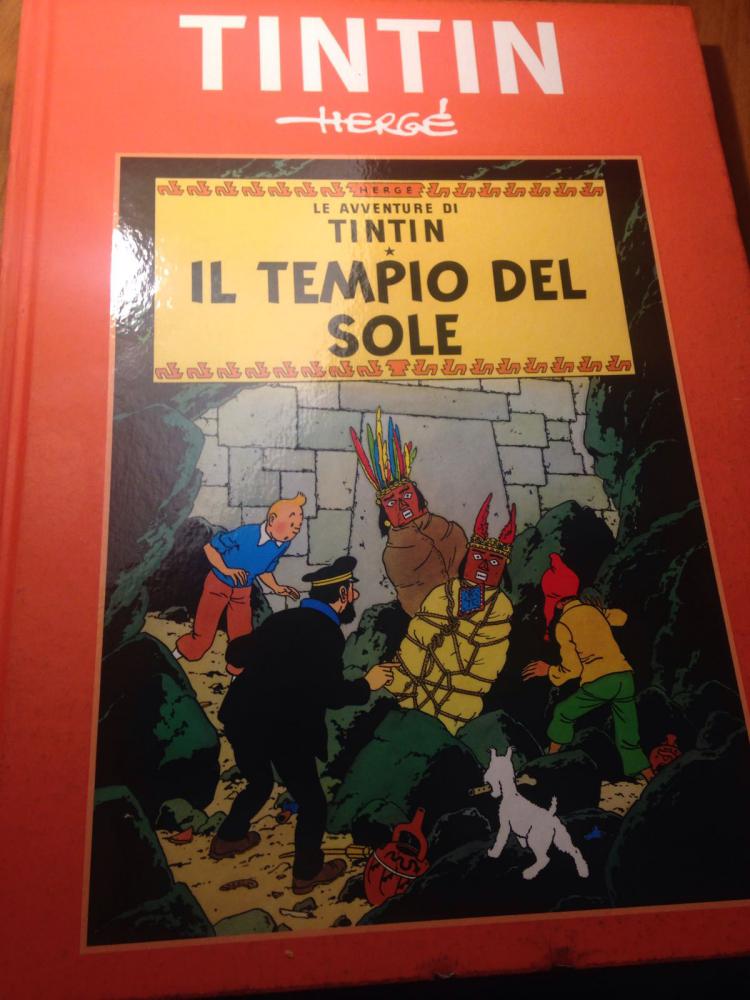 TINTIN
HERGÉ
HERGÉ
LE AVVENTURE DI
TINTIN
IL TEMPIO DEL
SOLE